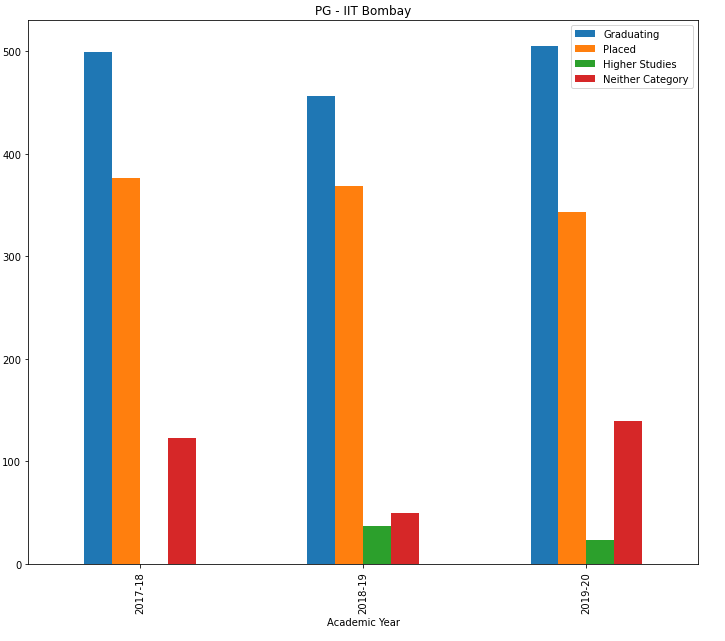 PG - IIT Bombay
Graduating
Placed
Higher Studies
Neither Category
500
400
300
200
100
0
2017-18
2018-19
2019-20
Academic Year